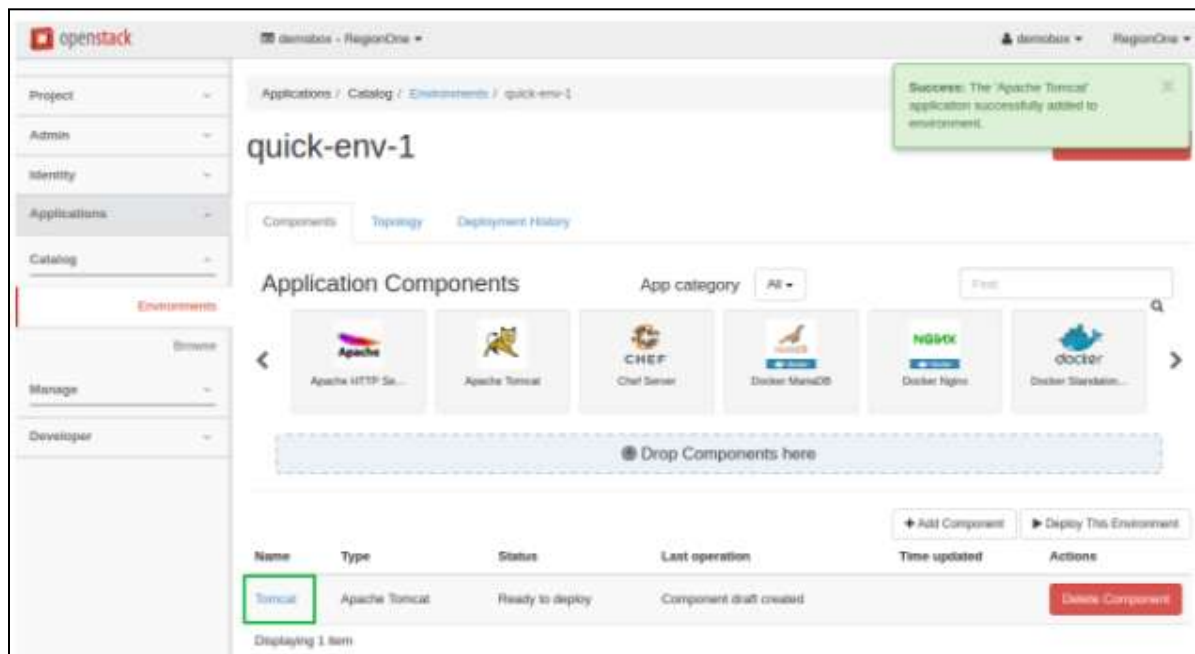 openstack
demobox - RegionOne
demobox
RegionOne
Project
Admin
Identity
Applications
Catalog
Environments
Browse
Manage
Developer
Applications / Catalog / Environments / quick-env-1
Success: The 'Apache Tomcat'
application successfully added to
environment.
quick-env-1
Components
Topology
Deployment History
Application Components
App category
All
Apache
Apache HTTP Se...
Apache Tomcat
CHEF
Chef Server
Docker MariaDB
NGINX
Docker Nginx
docker
Docker Standalon...
Drop Components here
Add Component
Deploy This Environment
Name Type Status Last operation Time updated Actions
Tomcat Apache Tomcat Ready to deploy Component draft created Delete Component
Displaying 1 item